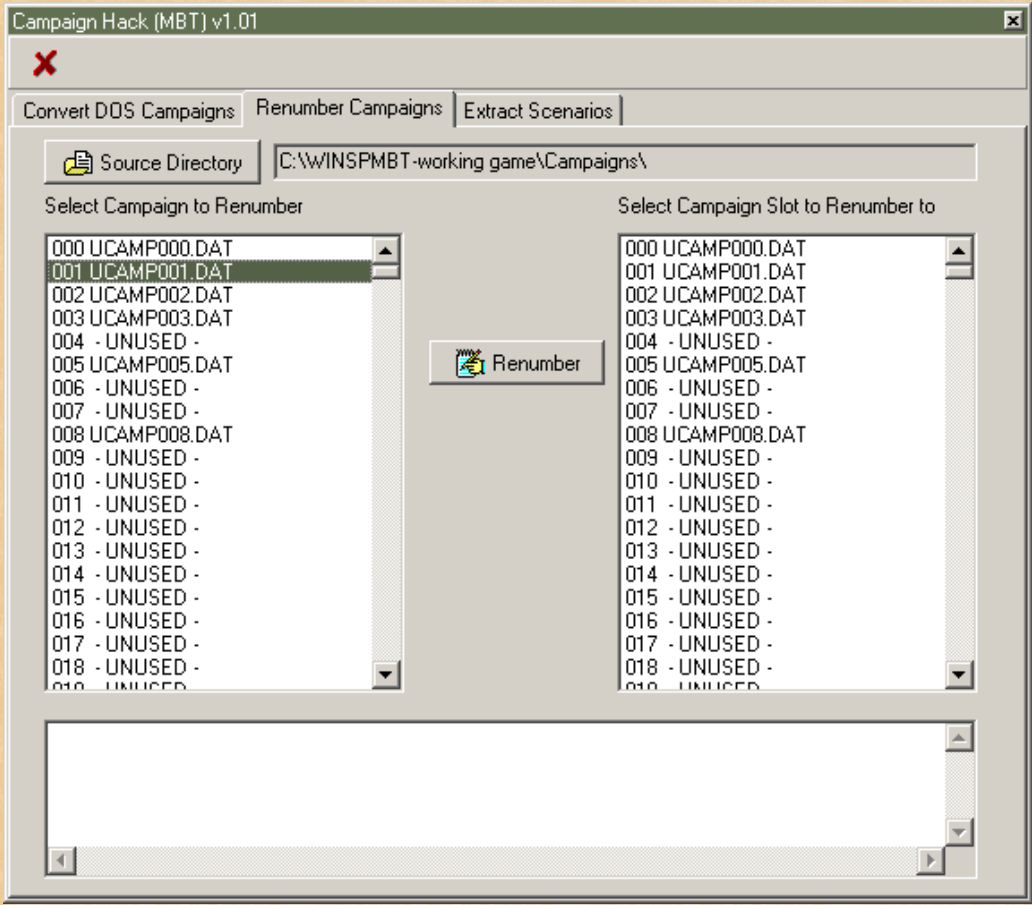 Campaign Hack (MBT) v1.01
Convert DOS Campaigns
Renumber Campaigns
Extract Scenarios
Source Directory
C:\WINSPMBT-working game\Campaigns\
Select Campaign to Renumber
000 UCAMP000.DAT
001 UCAMP001.DAT
002 UCAMP002.DAT
003 UCAMP003.DAT
004 - UNUSED -
005 UCAMP005.DAT
006 - UNUSED -
007 - UNUSED -
008 UCAMP008.DAT
009 - UNUSED -
010 - UNUSED -
011 - UNUSED -
012 - UNUSED -
013 - UNUSED -
014 - UNUSED -
015 - UNUSED -
016 - UNUSED -
017 - UNUSED -
018 - UNUSED -
019 - UNUSED -
Renumber
Select Campaign Slot to Renumber to
000 UCAMP000.DAT
001 UCAMP001.DAT
002 UCAMP002.DAT
003 UCAMP003.DAT
004 - UNUSED -
005 UCAMP005.DAT
006 - UNUSED -
007 - UNUSED -
008 UCAMP008.DAT
009 - UNUSED -
010 - UNUSED -
011 - UNUSED -
012 - UNUSED -
013 - UNUSED -
014 - UNUSED -
015 - UNUSED -
016 - UNUSED -
017 - UNUSED -
018 - UNUSED -
019 - UNUSED -